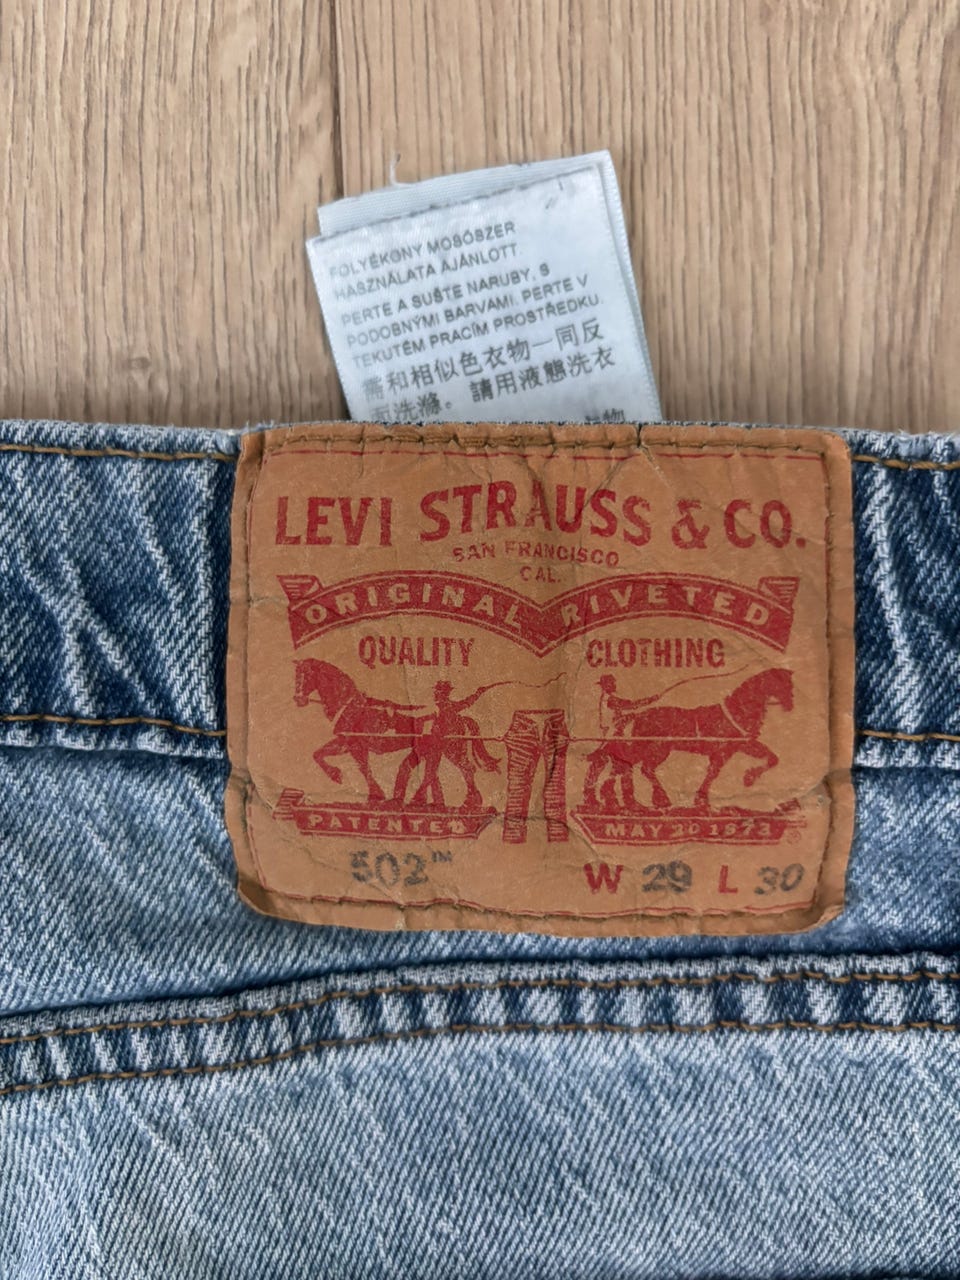 FOLYÉKONY MOSÓSZER
HASZNÁLATA AJÁNLOTT
PERTE A SUŠTE NARUBY. S
PODOBNÝMI BARVAMI. PERTE V
TEKUTÉM PRACÍM PROSTŘEDKU.
需和相似色衣物一同反
面洗滌。請用液態洗衣
LEVI STRAUSS & CO.
SAN FRANCISCO
CAL.
ORIGINAL RIVETED
QUALITY CLOTHING
PATENTED MAY 20 1873
502™ W 29 L 30